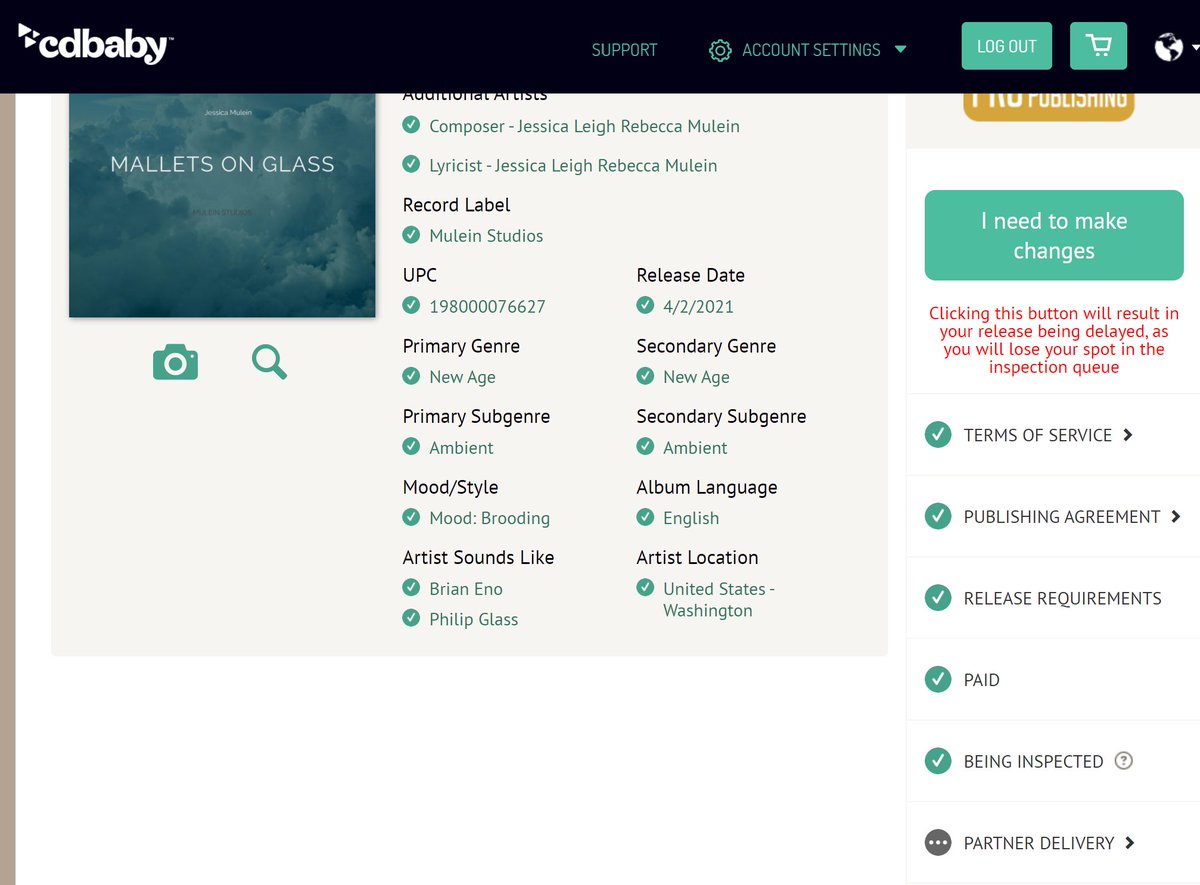 cdbaby™
SUPPORT
ACCOUNT SETTINGS
LOG OUT
Jessica Mulein
MALLETS ON GLASS
MULEIN STUDIOS
Additional Artists
Composer - Jessica Leigh Rebecca Mulein
Lyricist - Jessica Leigh Rebecca Mulein
Record Label
Mulein Studios
UPC
198000076627
Release Date
4/2/2021
Primary Genre
New Age
Secondary Genre
New Age
Primary Subgenre
Ambient
Secondary Subgenre
Ambient
Mood/Style
Mood: Brooding
Album Language
English
Artist Sounds Like
Brian Eno
Philip Glass
Artist Location
United States -
Washington
PRO PUBLISHING
I need to make
changes
Clicking this button will result in
your release being delayed, as
you will lose your spot in the
inspection queue
TERMS OF SERVICE
PUBLISHING AGREEMENT
RELEASE REQUIREMENTS
PAID
BEING INSPECTED ?
PARTNER DELIVERY